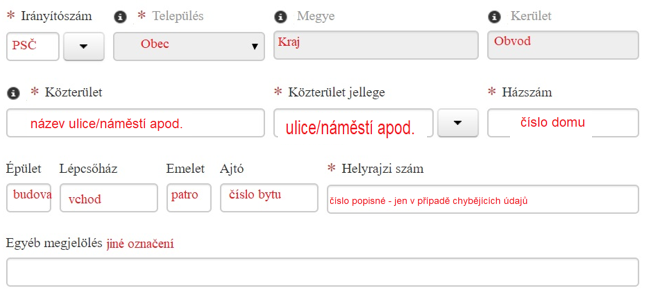 * Irányítószám * Település Megye Kerület
PSČ Obec Kraj Obvod
* Közterület * Közterület jellege * Házszám
název ulice/náměstí apod. ulice/náměstí apod. číslo domu
Épület Lépcsőház Emelet Ajtó * Helyrajzi szám
budova vchod patro číslo bytu číslo popisné - jen v případě chybějících údajů
Egyéb megjelölés jiné označení